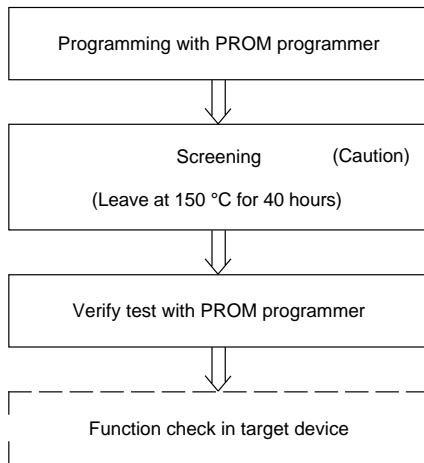 Programming with PROM programmer
Screening (Caution)
(Leave at 150 °C for 40 hours)
Verify test with PROM programmer
Function check in target device